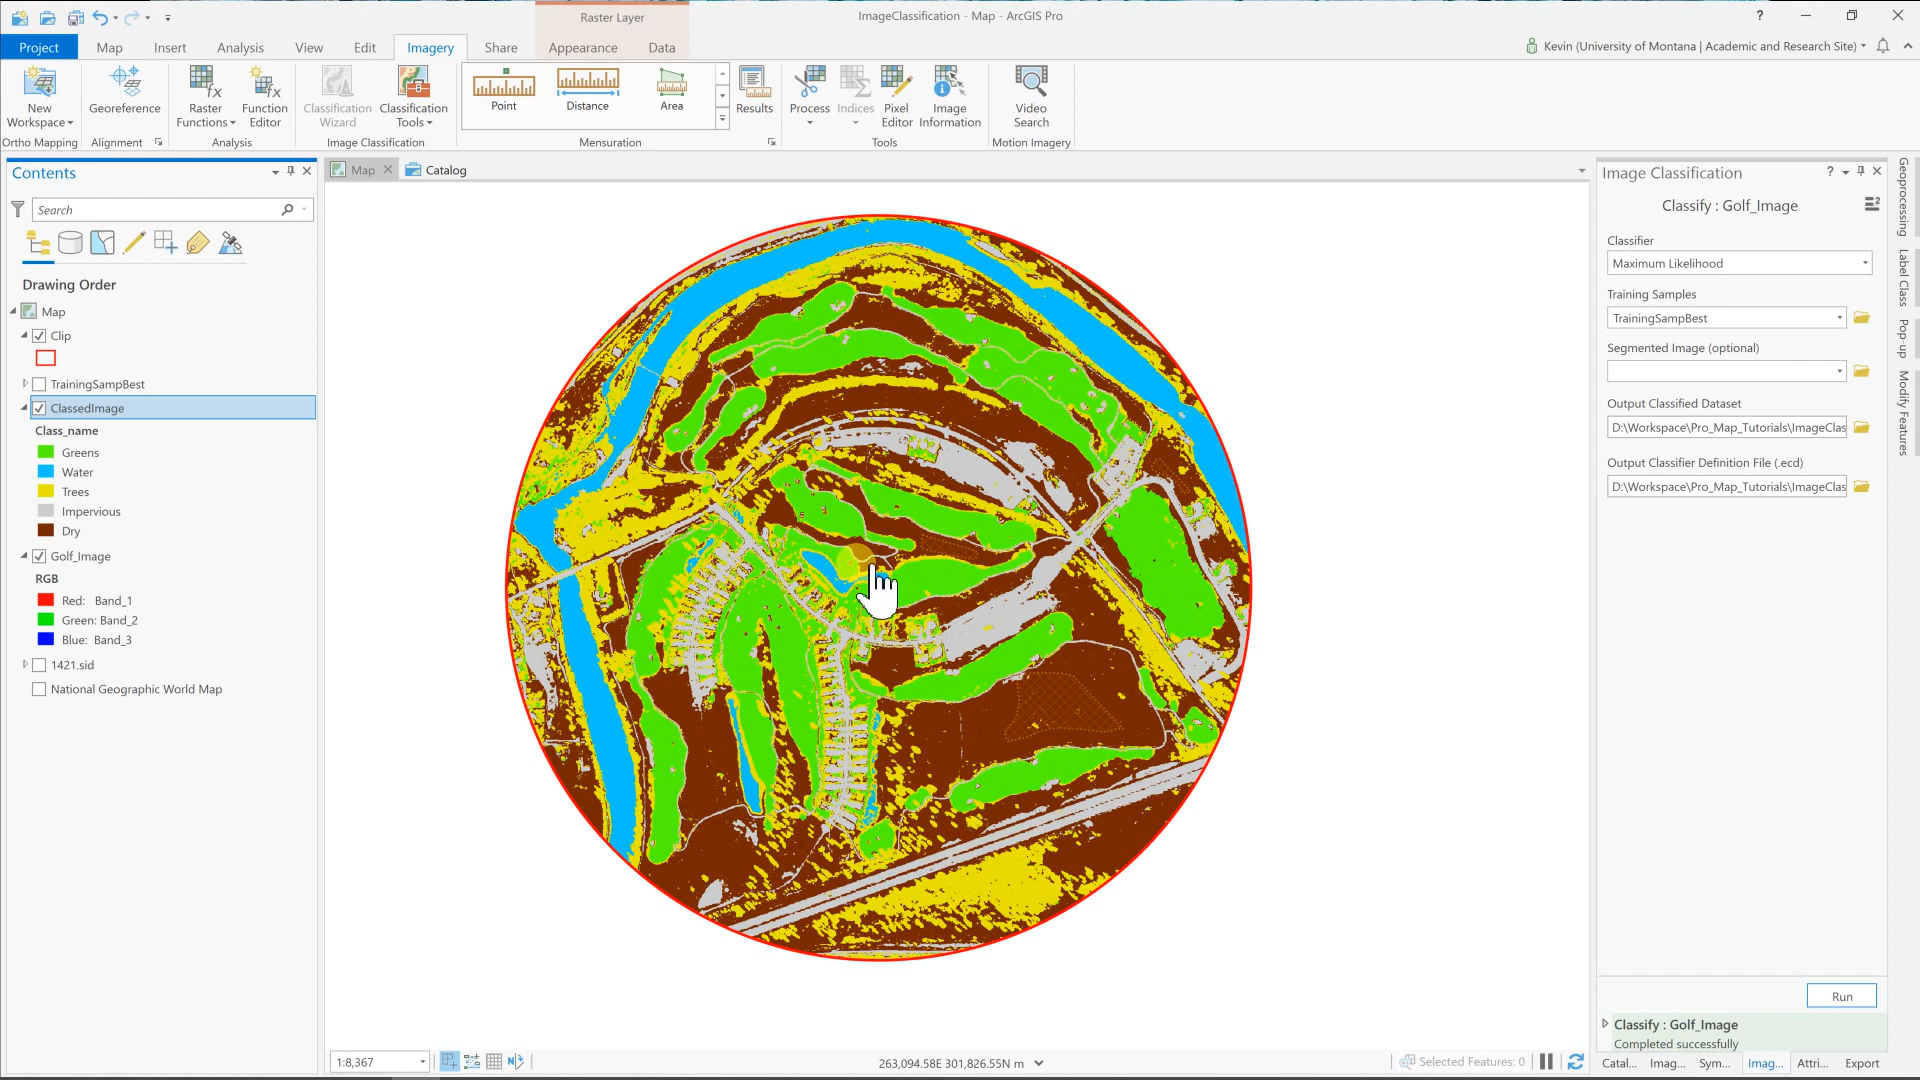 Raster Layer
ImageClassification - Map - ArcGIS Pro
?
Project
Map
Insert
Analysis
View
Edit
Imagery
Share
Appearance
Data
Kevin (University of Montana | Academic and Research Site)
New Workspace
Georeference
Raster Functions
Function Editor
Classification Wizard
Classification Tools
Point
Distance
Area
Results
Process
Indices
Pixel Editor
Image Information
Video Search
Ortho Mapping
Alignment
Analysis
Image Classification
Mensuration
Tools
Motion Imagery
Contents
Search
Drawing Order
Map
Clip
TrainingSampBest
ClassedImage
Class_name
Greens
Water
Trees
Impervious
Dry
Golf_Image
RGB
Red: Band_1
Green: Band_2
Blue: Band_3
1421.sid
National Geographic World Map
Map
Catalog
1:8,367
263,094.58E 301,826.55N m
Selected Features: 0
Image Classification
?
Classify : Golf_Image
Classifier
Maximum Likelihood
Training Samples
TrainingSampBest
Segmented Image (optional)
Output Classified Dataset
D:\Workspace\Pro_Map_Tutorials\ImageClas
Output Classifier Definition File (.ecd)
D:\Workspace\Pro_Map_Tutorials\ImageClas
Run
Classify : Golf_Image
Completed successfully
Catal...
Imag...
Sym...
Imag...
Attri...
Export
Geoprocessing
Label Class
Pop-up
Modify Features